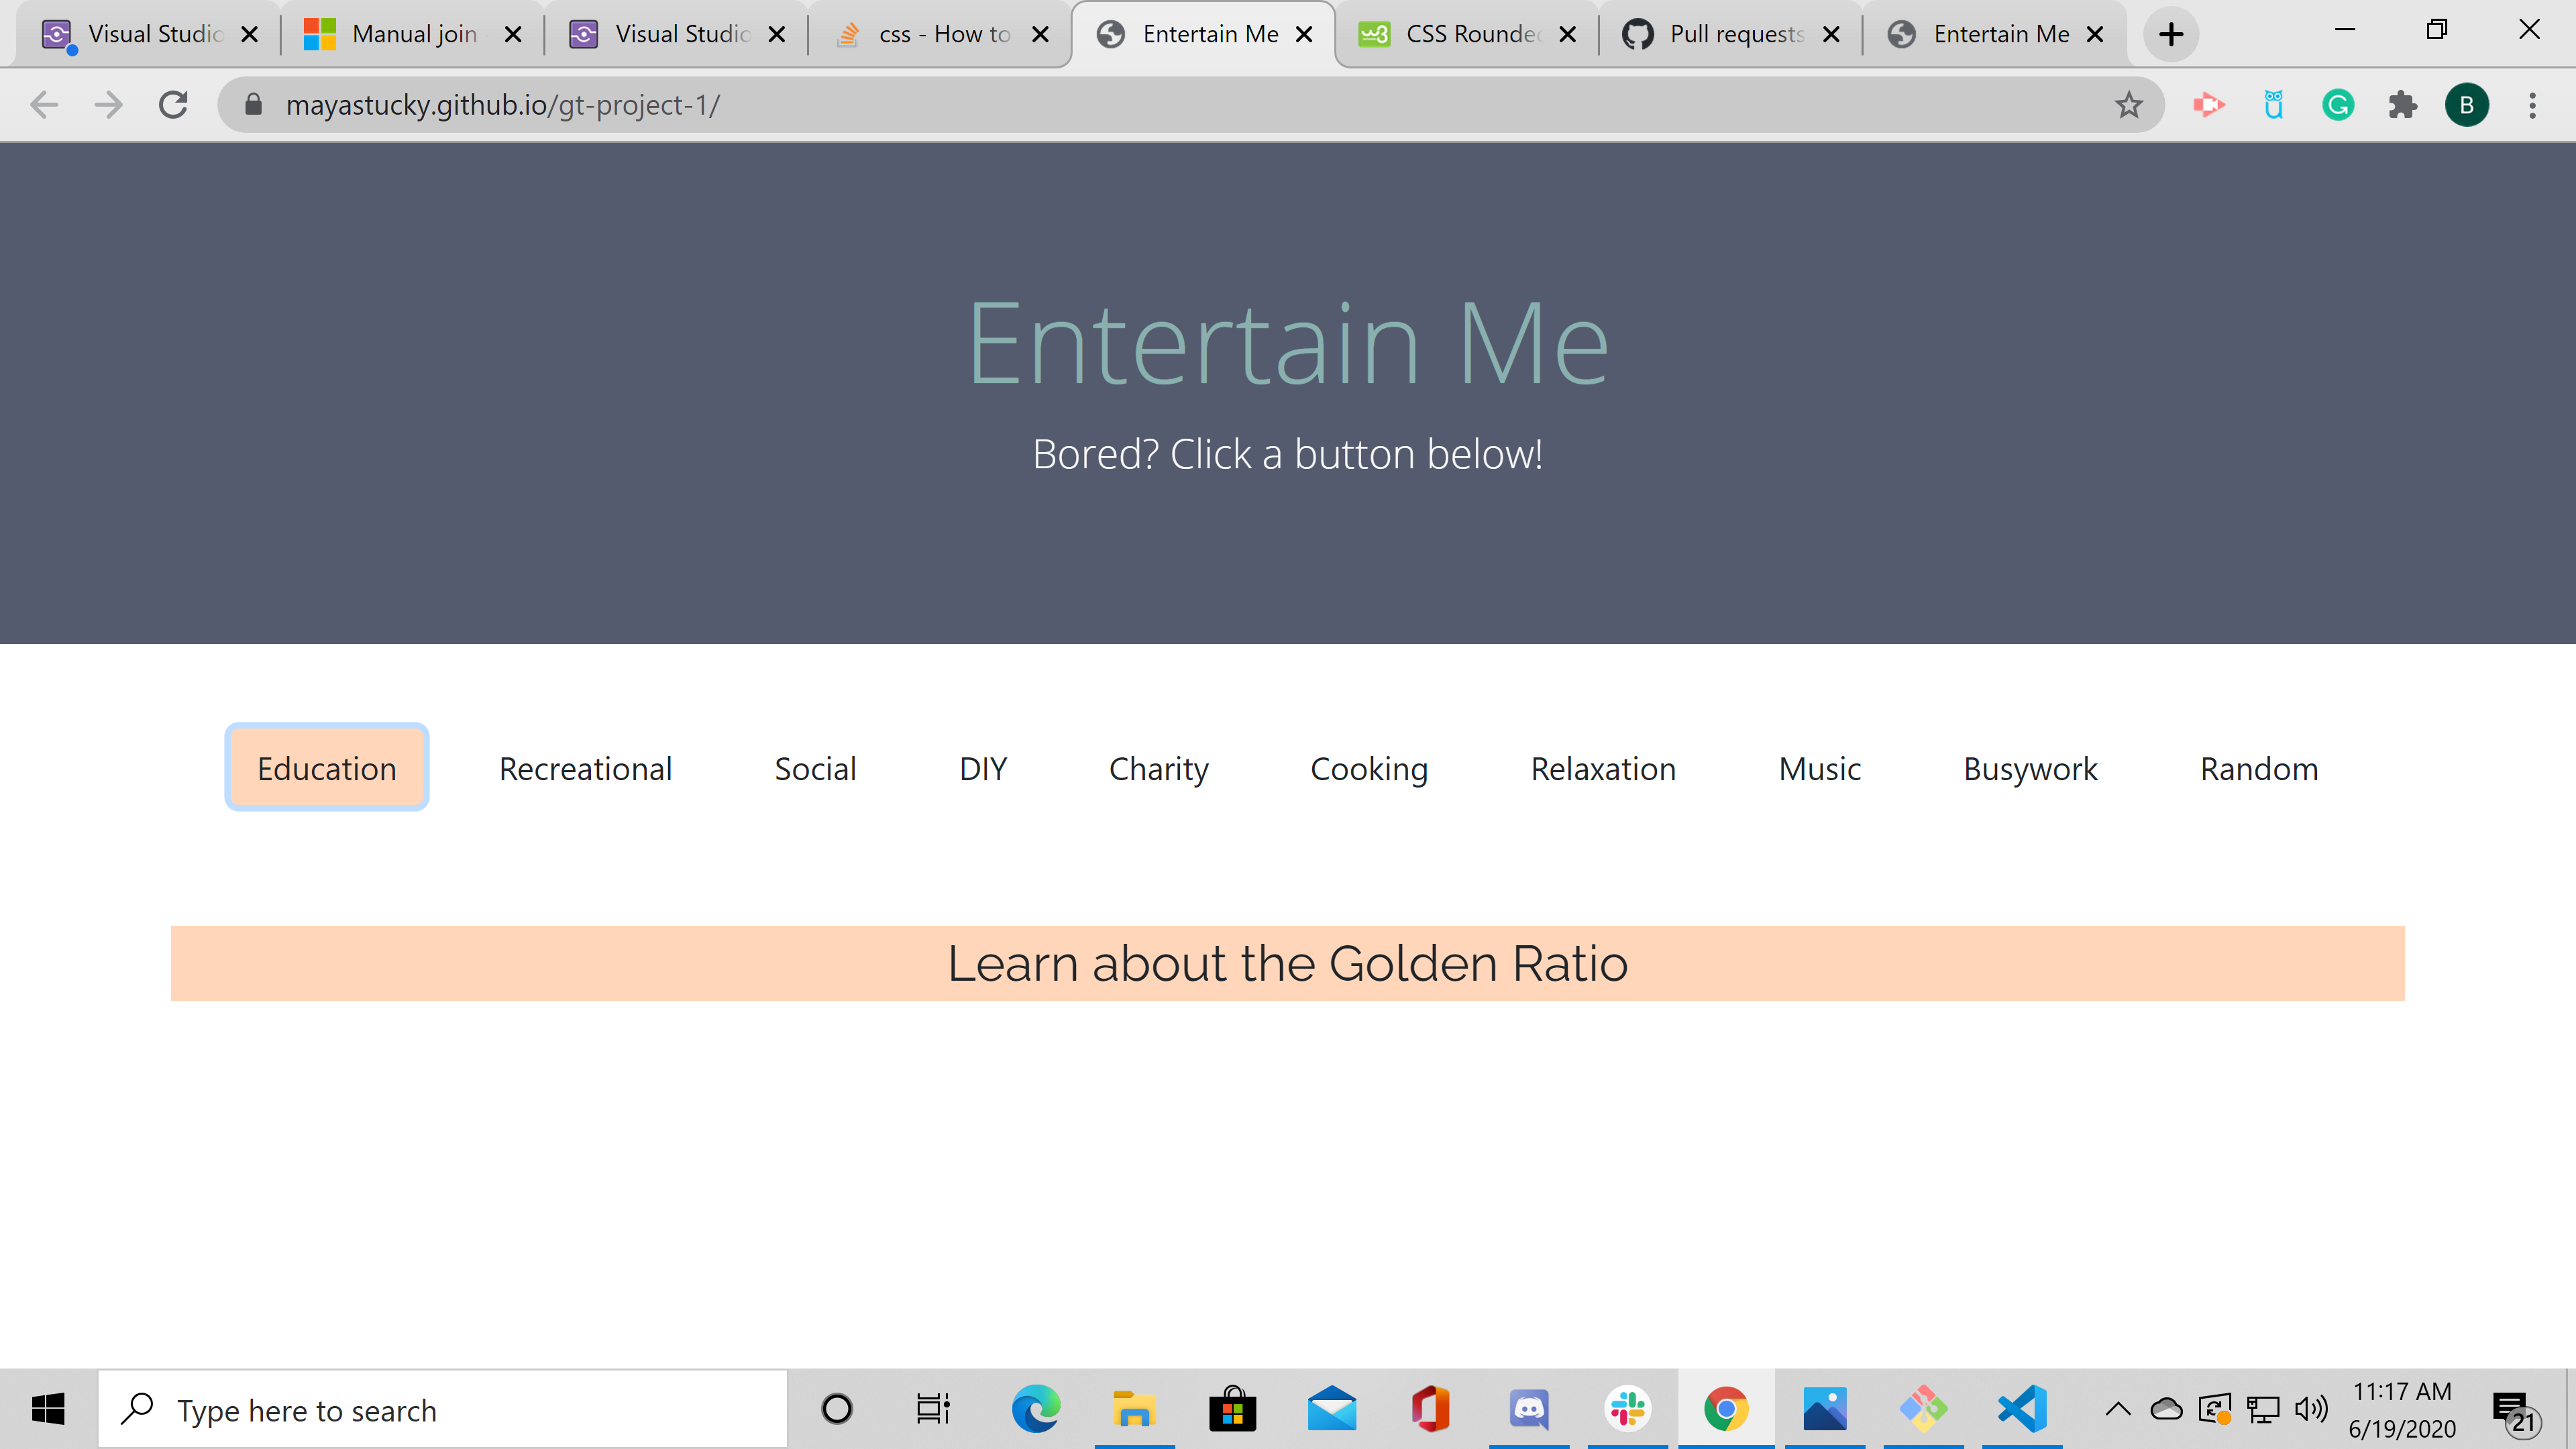 Visual Studio
Manual join
Visual Studio
css - How to
Entertain Me
CSS Rounded
Pull requests
Entertain Me
mayastucky.github.io/gt-project-1/
B
Entertain Me
Bored? Click a button below!
Education Recreational Social DIY Charity Cooking Relaxation Music Busywork Random
Learn about the Golden Ratio
Type here to search
11:17 AM
6/19/2020
21